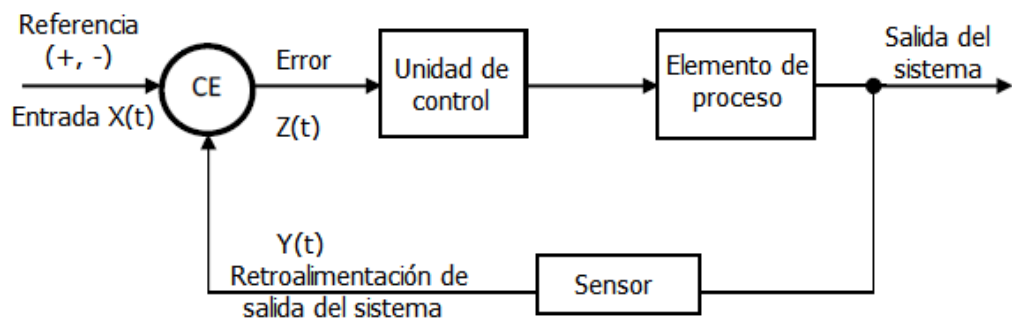 Referencia
(+, -)
Entrada X(t)
CE
Error
Z(t)
Unidad de
control
Elemento de
proceso
Salida del
sistema
Y(t)
Retroalimentación de
salida del sistema
Sensor